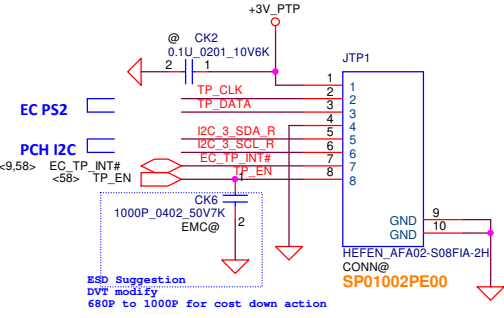 +3V_PTP
@ CK2
0.1U_0201_10V6K
2 1
JTP1
1 1
TP_CLK 2 2
EC PS2 TP_DATA 3 3
4 4
I2C_3_SDA_R 5 5
PCH I2C I2C_3_SCL_R 6 6
<9,58> EC_TP_INT# EC_TP_INT# 7 7
<58> TP_EN TP_EN 8 8
1
CK6
1000P_0402_50V7K
EMC@ 2
GND 9
GND 10
HEFEN_AFA02-S08FIA-2H
CONN@
SP01002PE00
ESD Suggestion
DVT modify
680P to 1000P for cost down action